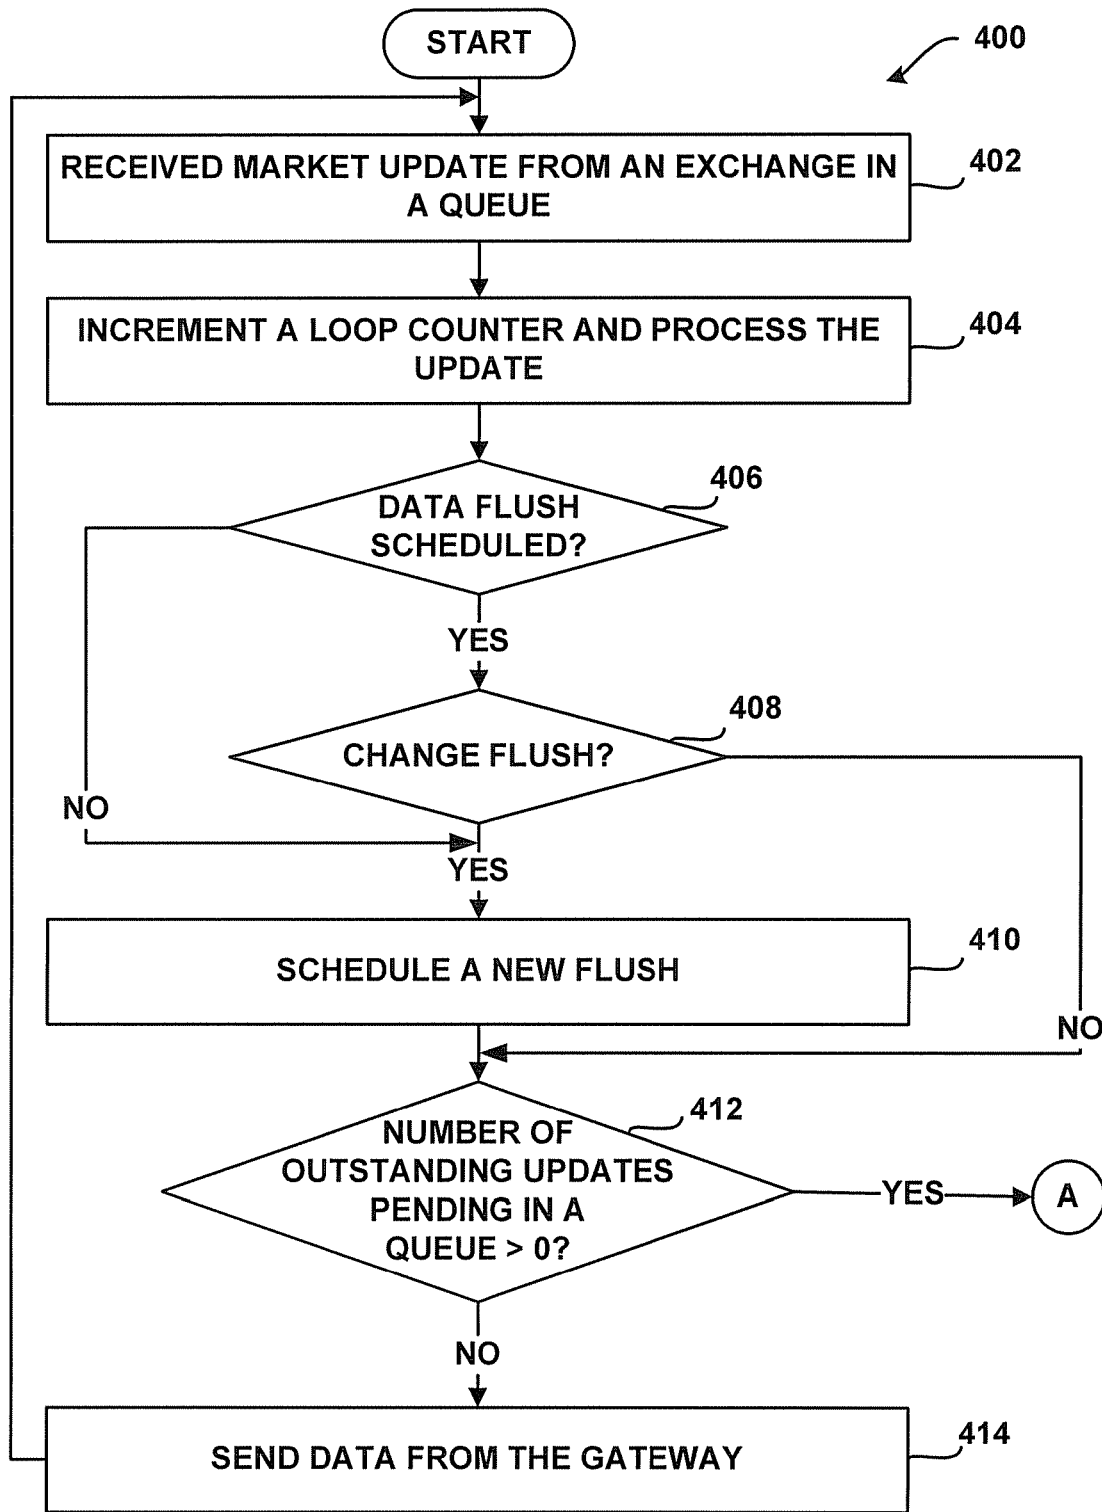 START
400
RECEIVED MARKET UPDATE FROM AN EXCHANGE IN
A QUEUE
402
INCREMENT A LOOP COUNTER AND PROCESS THE
UPDATE
404
DATA FLUSH
SCHEDULED?
406
YES
CHANGE FLUSH?
408
NO
YES
SCHEDULE A NEW FLUSH
410
NO
NUMBER OF
OUTSTANDING UPDATES
PENDING IN A
QUEUE > 0?
412
YES
A
NO
SEND DATA FROM THE GATEWAY
414